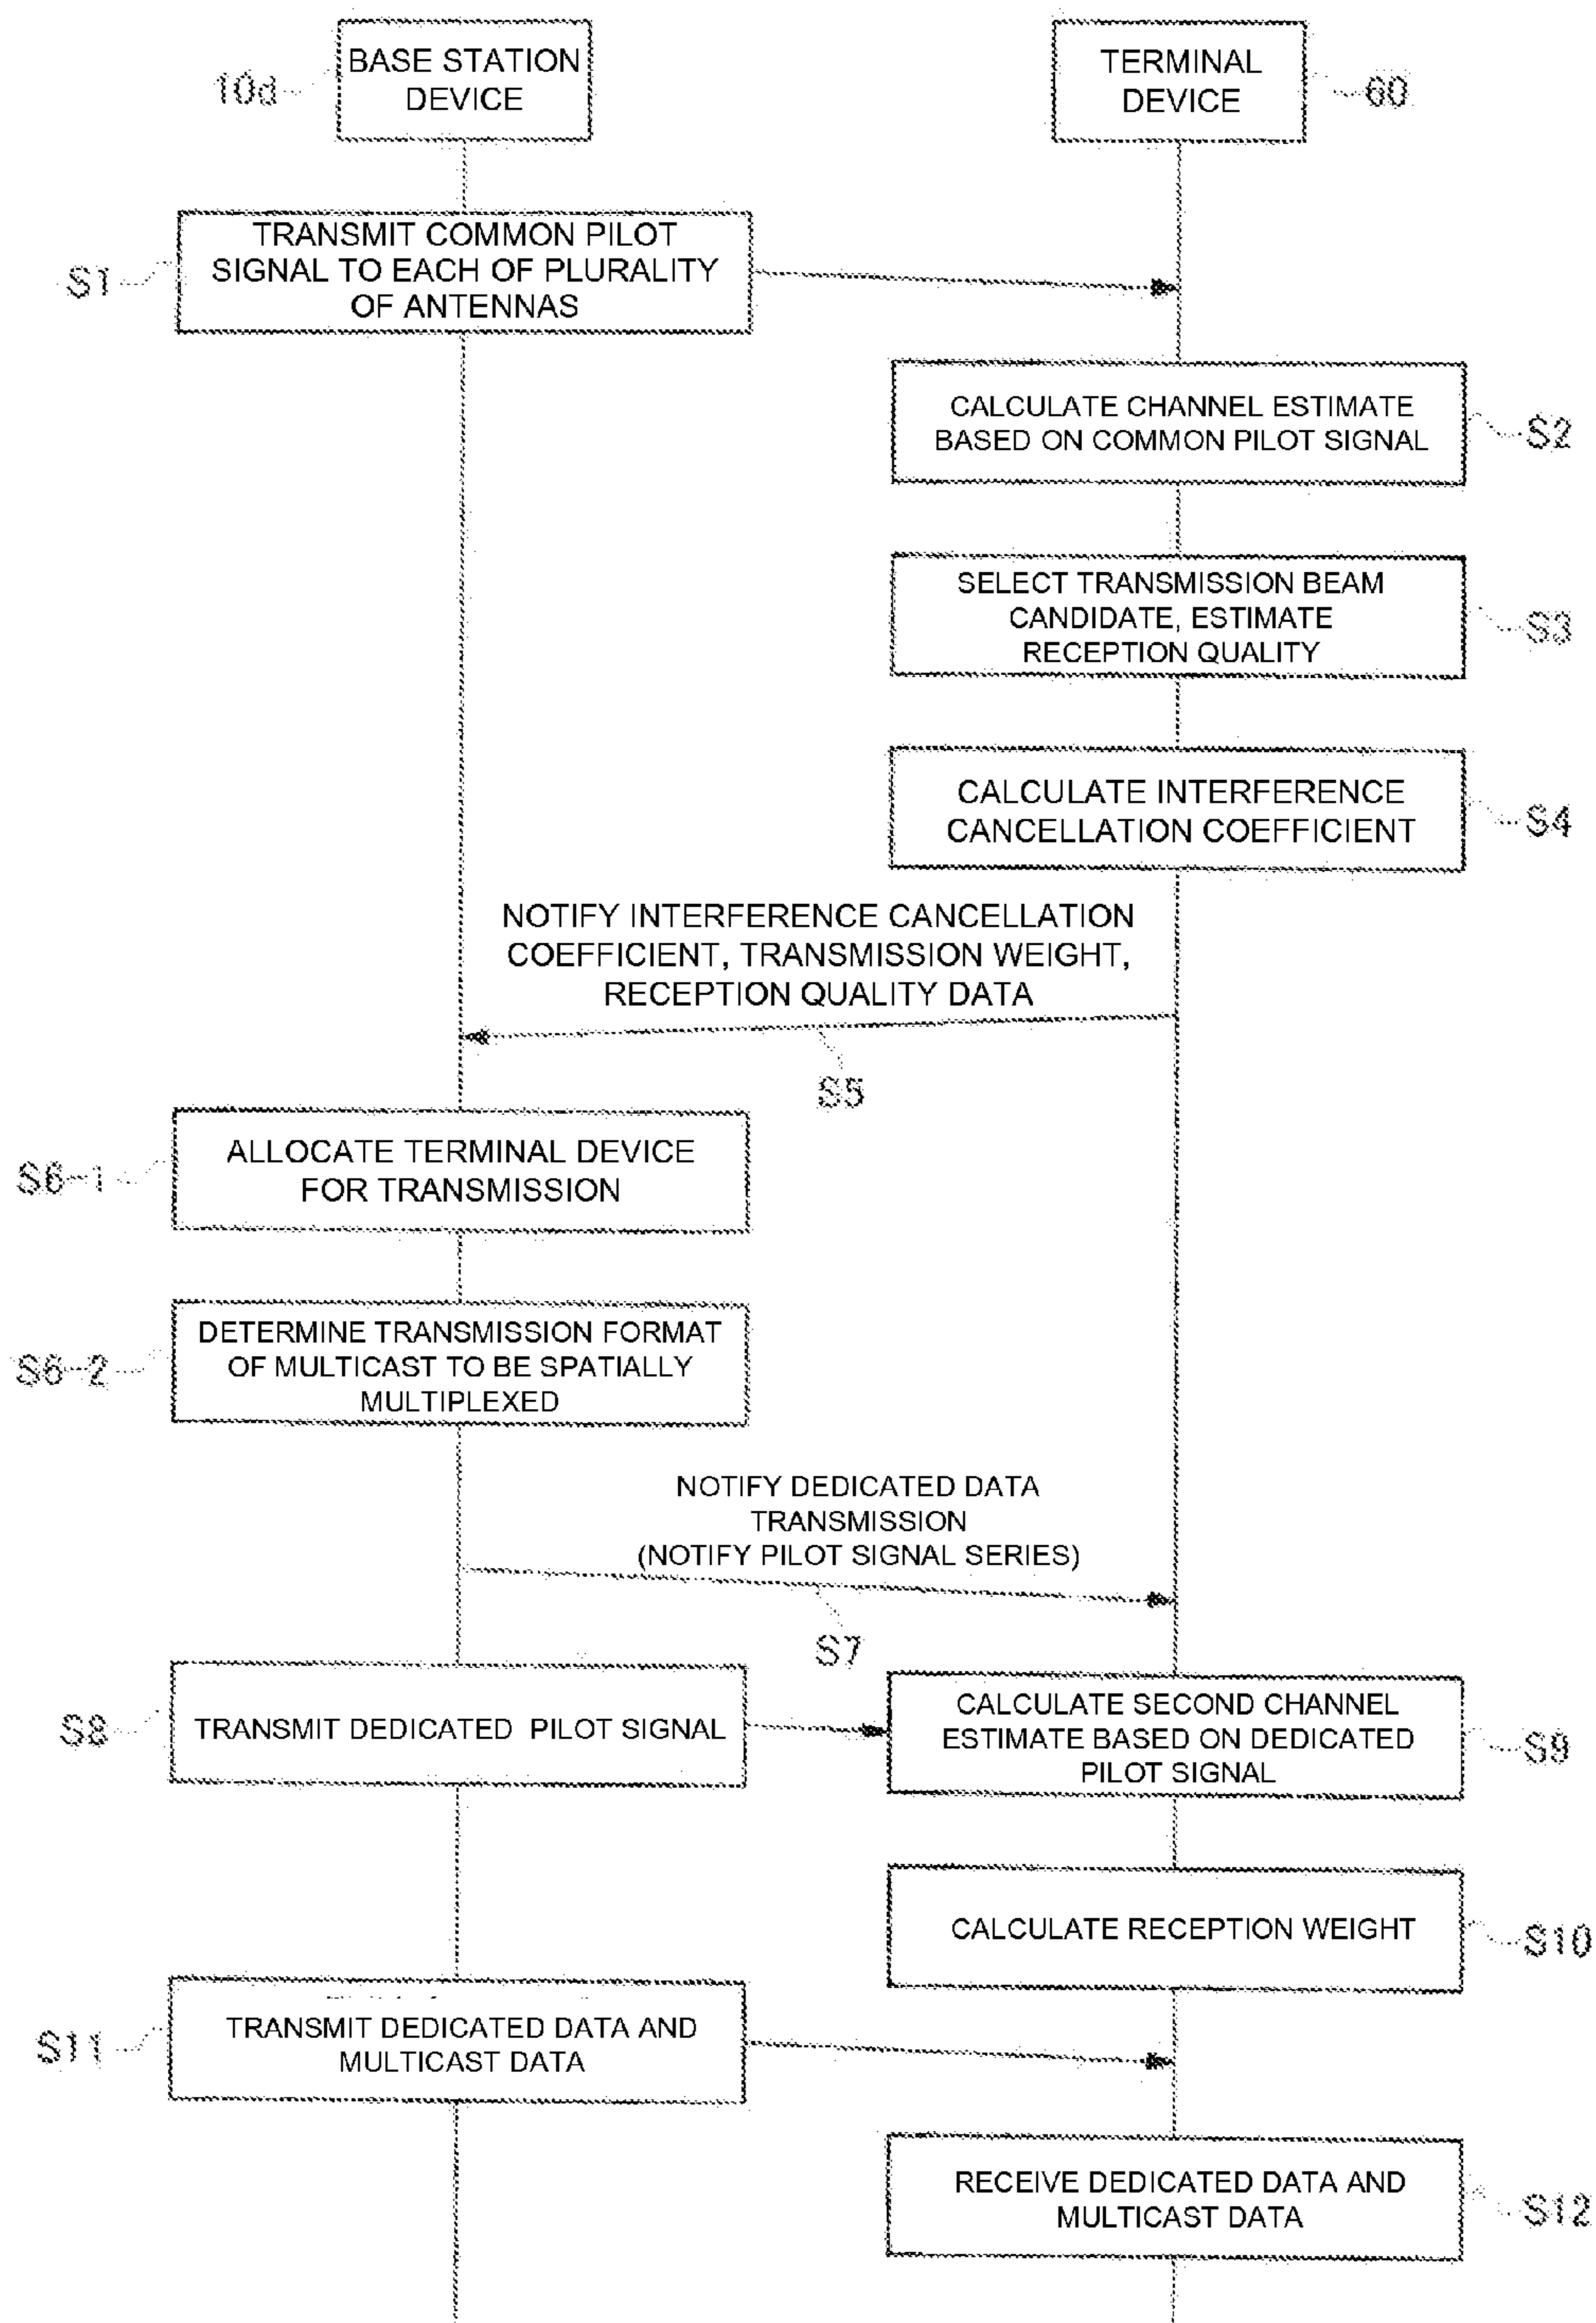 10d
BASE STATION
DEVICE
TERMINAL
DEVICE
60
S1
TRANSMIT COMMON PILOT
SIGNAL TO EACH OF PLURALITY
OF ANTENNAS
CALCULATE CHANNEL ESTIMATE
BASED ON COMMON PILOT SIGNAL
S2
SELECT TRANSMISSION BEAM
CANDIDATE, ESTIMATE
RECEPTION QUALITY
S3
CALCULATE INTERFERENCE
CANCELLATION COEFFICIENT
S4
NOTIFY INTERFERENCE CANCELLATION
COEFFICIENT, TRANSMISSION WEIGHT,
RECEPTION QUALITY DATA
S5
S6-1
ALLOCATE TERMINAL DEVICE
FOR TRANSMISSION
S6-2
DETERMINE TRANSMISSION FORMAT
OF MULTICAST TO BE SPATIALLY
MULTIPLEXED
NOTIFY DEDICATED DATA
TRANSMISSION
(NOTIFY PILOT SIGNAL SERIES)
S7
S8
TRANSMIT DEDICATED PILOT SIGNAL
CALCULATE SECOND CHANNEL
ESTIMATE BASED ON DEDICATED
PILOT SIGNAL
S9
CALCULATE RECEPTION WEIGHT
S10
S11
TRANSMIT DEDICATED DATA AND
MULTICAST DATA
RECEIVE DEDICATED DATA AND
MULTICAST DATA
S12